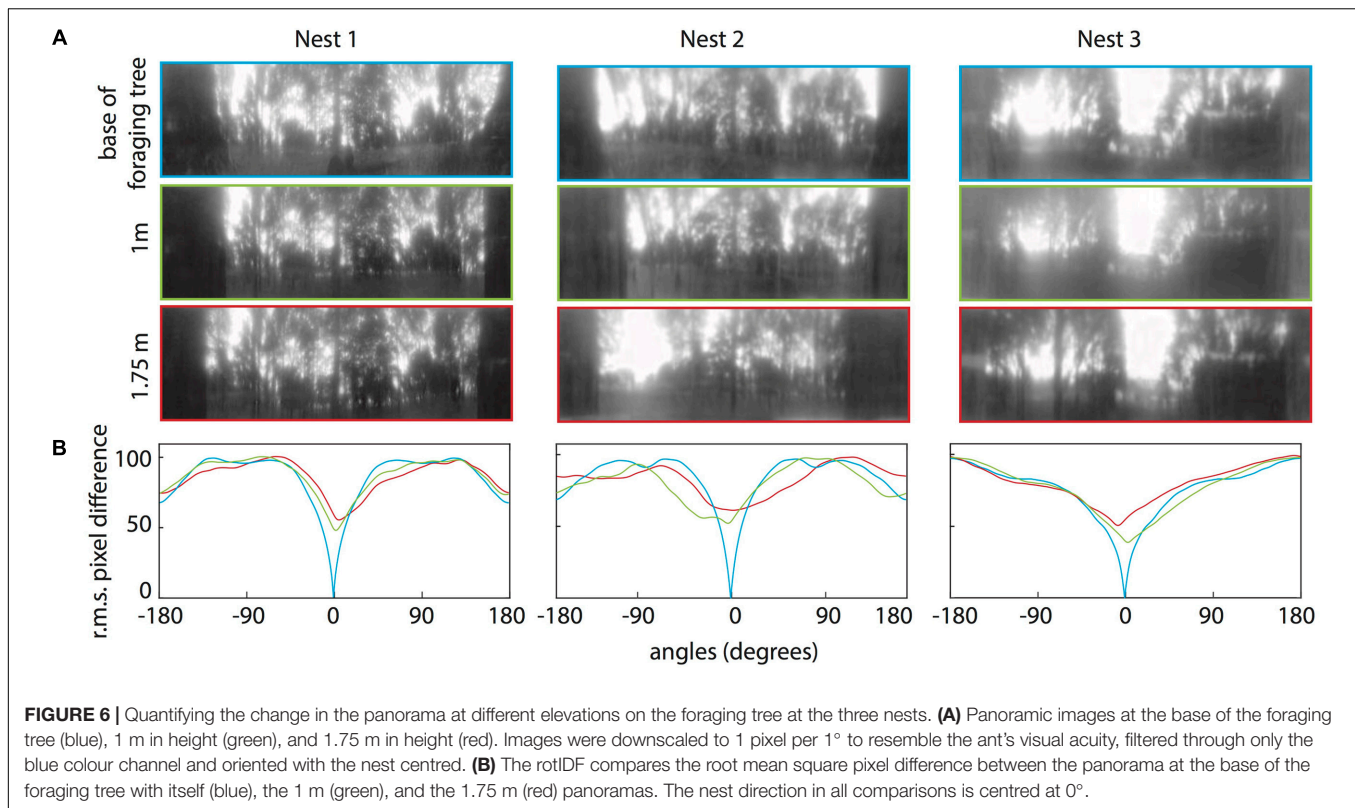 A
Nest 1
Nest 2
Nest 3
base of
foraging tree
1m
1.75 m
B
r.m.s. pixel difference
100
50
0
-180
-90
0
90
180
-180
-90
0
90
180
-180
-90
0
90
180
angles (degrees)
FIGURE 6 | Quantifying the change in the panorama at different elevations on the foraging tree at the three nests. (A) Panoramic images at the base of the foraging
tree (blue), 1 m in height (green), and 1.75 m in height (red). Images were downscaled to 1 pixel per 1° to resemble the ant's visual acuity, filtered through only the
blue colour channel and oriented with the nest centred. (B) The rotIDF compares the root mean square pixel difference between the panorama at the base of the
foraging tree with itself (blue), the 1 m (green), and the 1.75 m (red) panoramas. The nest direction in all comparisons is centred at 0°.